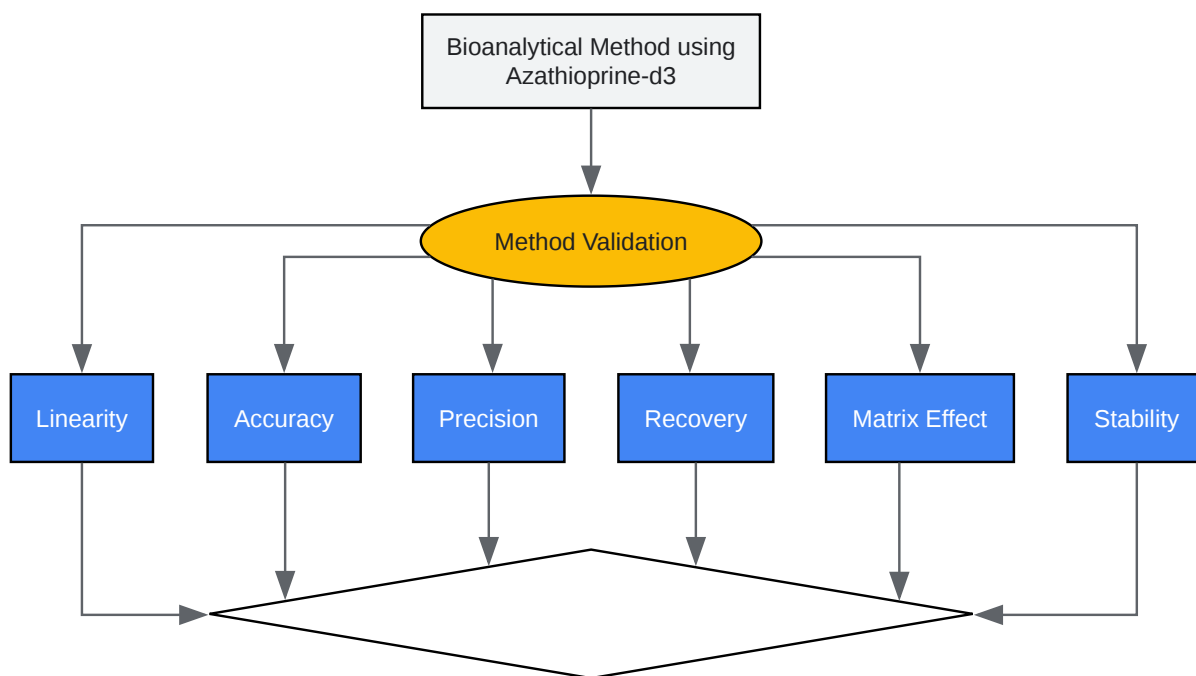 Bioanalytical Method using
Azathioprine-d3
Method Validation
Linearity
Accuracy
Precision
Recovery
Matrix Effect
Stability